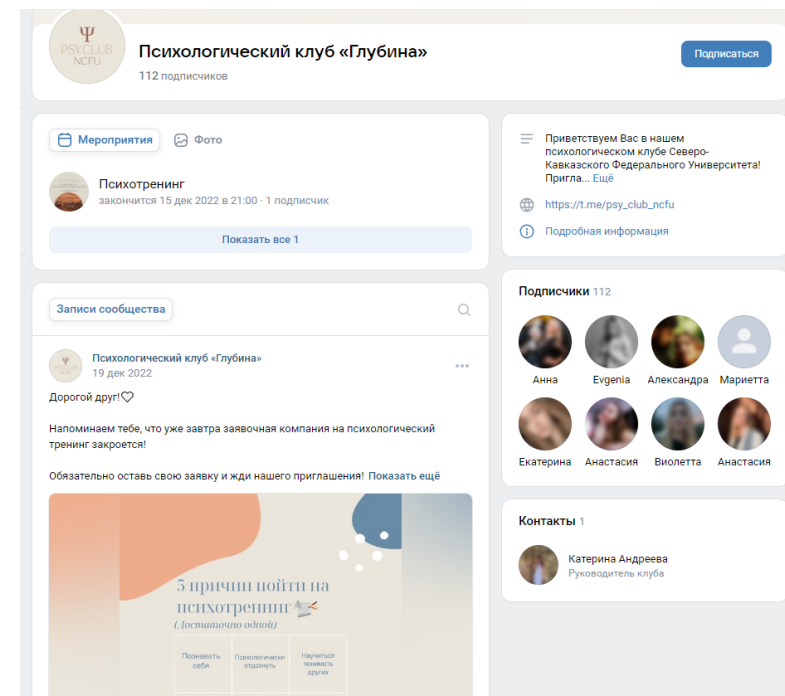 Ψ
PSYCLUB
NCFU
Психологический клуб «Глубина»
112 подписчиков
Подписаться
Мероприятия
Фото
Психотренинг
закончится 15 дек 2022 в 21:00 · 1 подписчик
Показать все 1
Приветствуем Вас в нашем
психологическом клубе Северо-
Кавказского Федерального Университета!
Пригла... Ещё
https://t.me/psy_club_ncfu
Подробная информация
Записи сообщества
Психологический клуб «Глубина»
19 дек 2022
Дорогой друг!
Напоминаем тебе, что уже завтра заявочная компания на психологический
тренинг закроется!
Обязательно оставь свою заявку и жди нашего приглашения! Показать ещё
5 причин пойти на
психотренинг
(Достаточно одной)
Познавать
себя
Психологически
отдохнуть
Научиться
понимать
других
Подписчики 112
Анна
Evgenia
Александра
Мариетта
Екатерина
Анастасия
Виолетта
Анастасия
Контакты 1
Катерина Андреева
Руководитель клуба